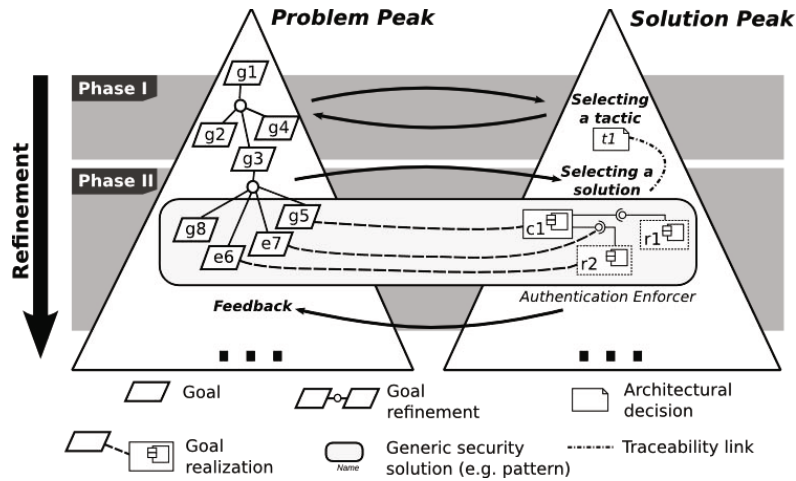 Problem Peak
Solution Peak
Phase I
g1
g2
g4
g3
Selecting
a tactic
t1
Phase II
Selecting a
solution
Refinement
g8
e6
e7
g5
c1
r1
r2
Authentication Enforcer
Feedback
Goal
Goal
refinement
Architectural
decision
Goal
realization
Name
Generic security
solution (e.g. pattern)
Traceability link